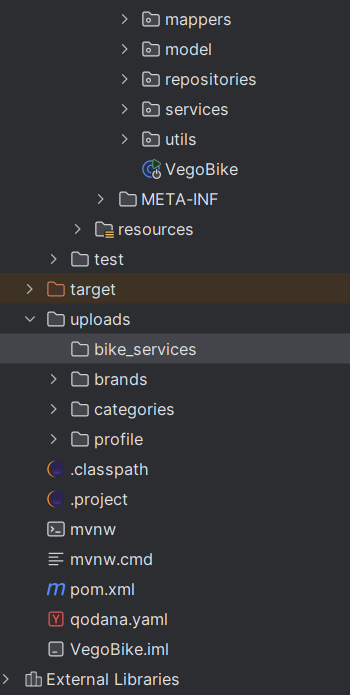 mappers
model
repositories
services
utils
VegoBike
META-INF
resources
test
target
uploads
bike_services
brands
categories
profile
.classpath
.project
mvnw
mvnw.cmd
m pom.xml
Y qodana.yaml
VegoBike.iml
External Libraries